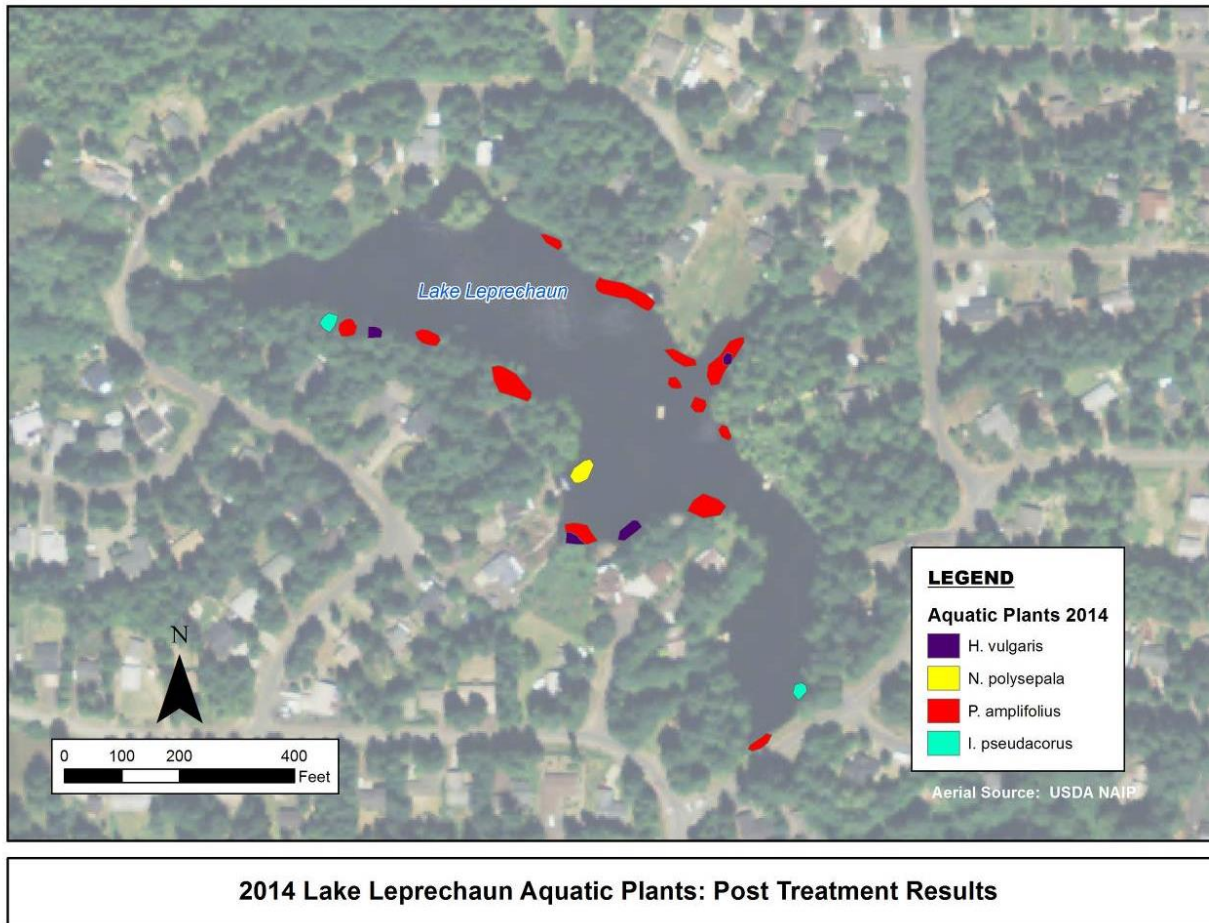 Lake Leprechaun
N
0 100 200 400
Feet
LEGEND
Aquatic Plants 2014
H. vulgaris
N. polysepala
P. amplifolius
I. pseudacorus
Aerial Source: USDA NAIP
2014 Lake Leprechaun Aquatic Plants: Post Treatment Results